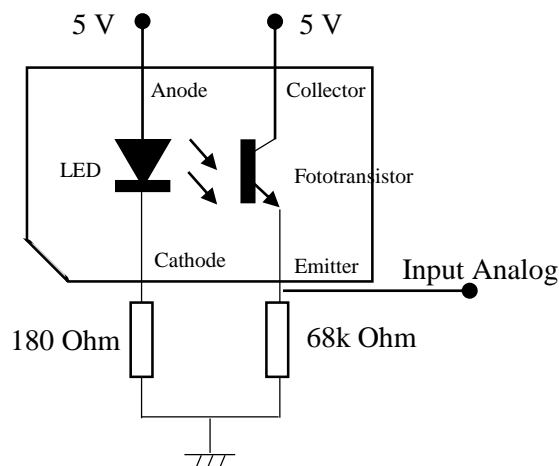 5 V
5 V
Anode
Collector
LED
Fototransistor
Cathode
Emitter
Input Analog
180 Ohm
68k Ohm